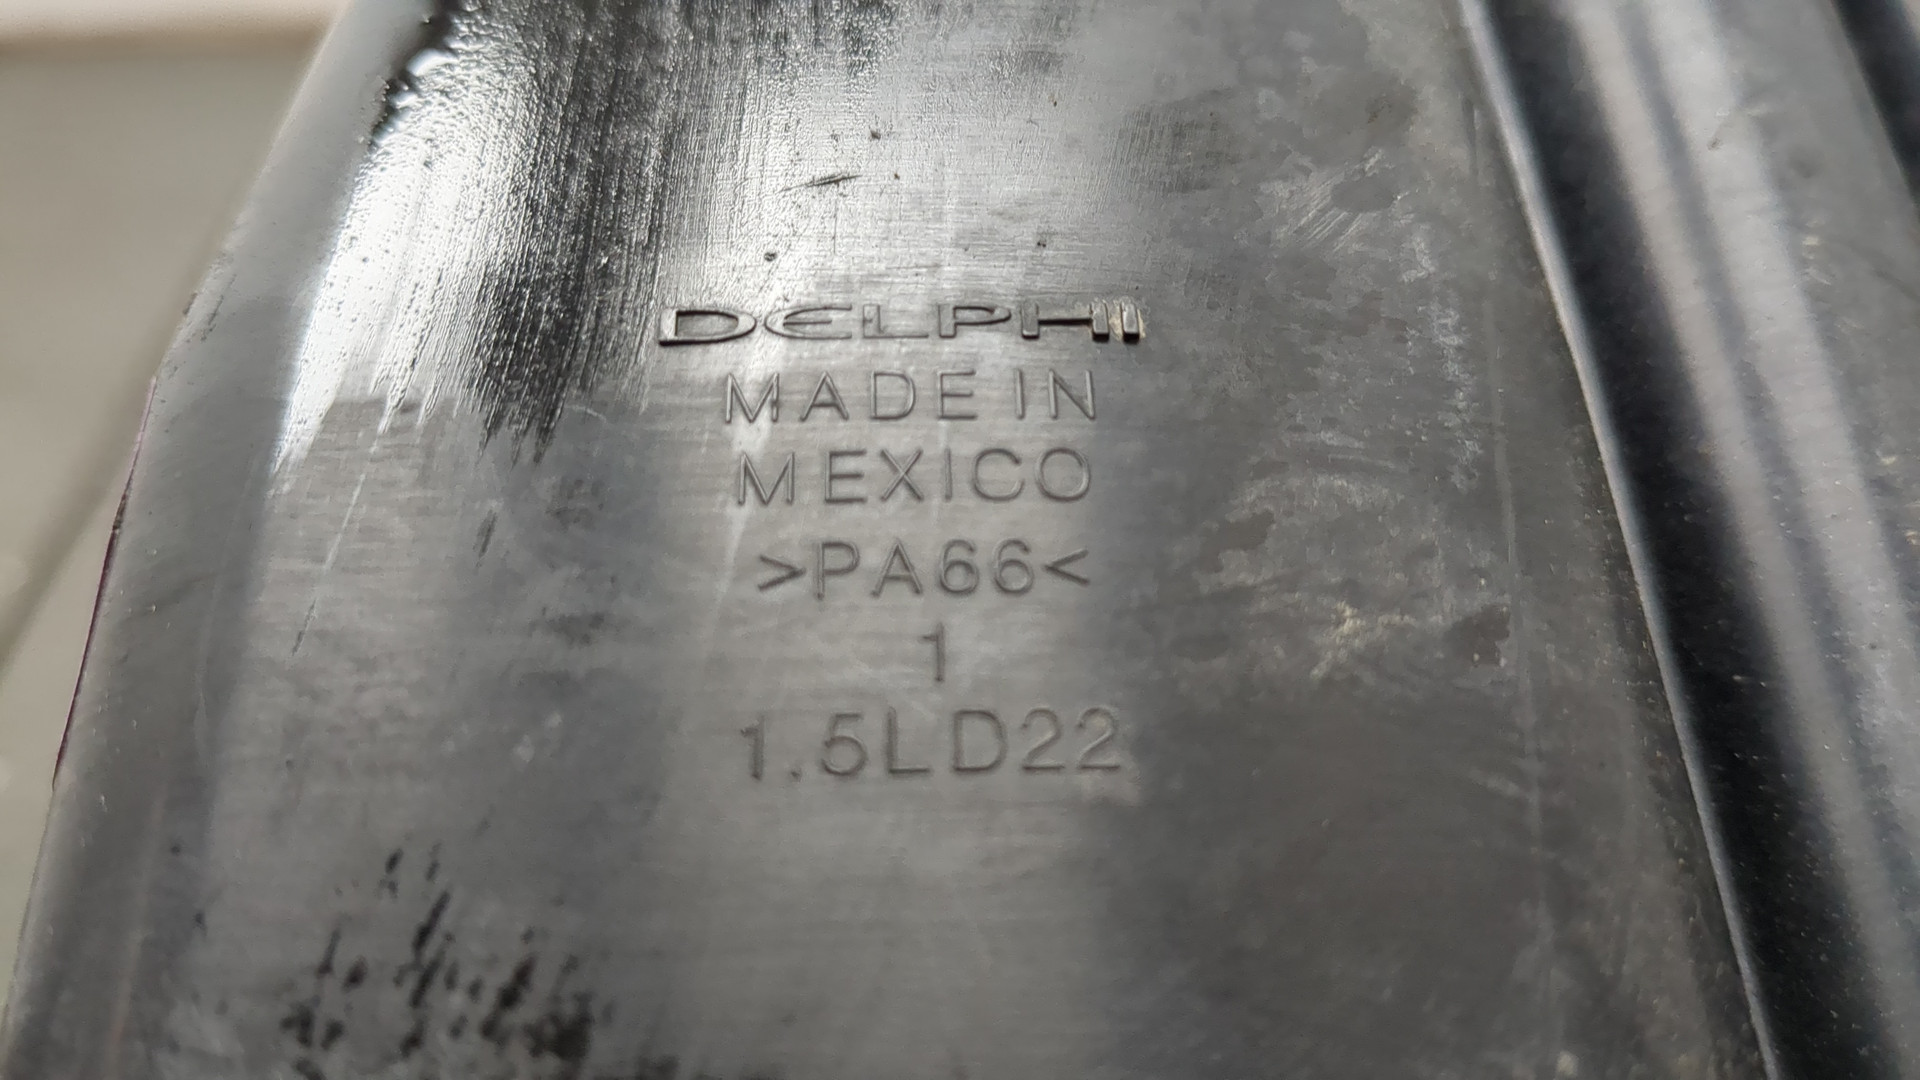 DELPHI
MADE IN
MEXICO
>PA66<
1
1.5LD22